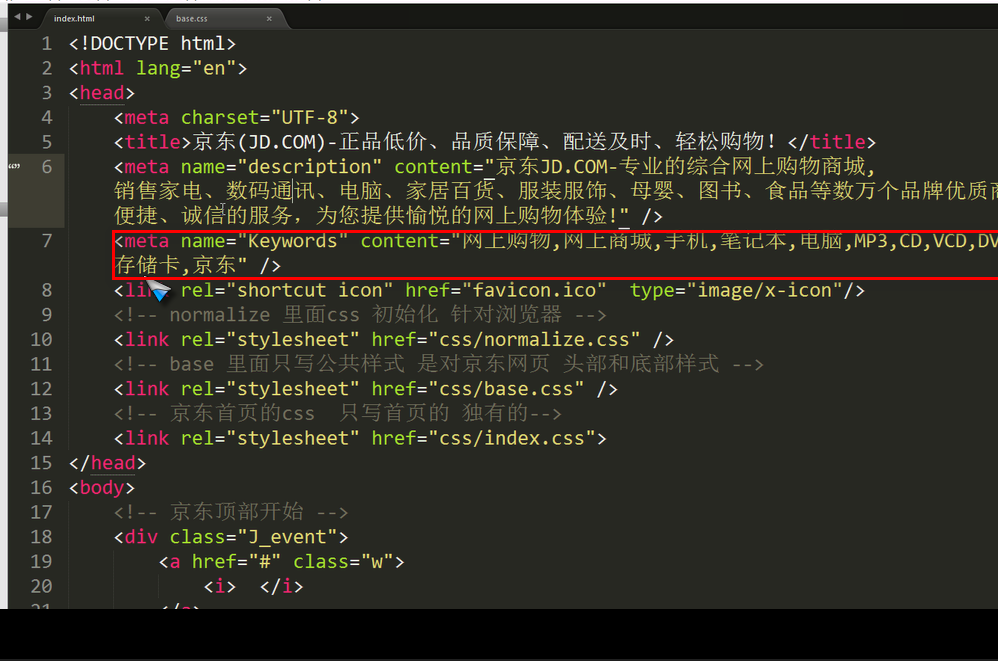 index.html × base.css ×
1 <!DOCTYPE html>
2 <html lang="en">
3 <head>
4 <meta charset="UTF-8">
5 <title>京东(JD.COM)-正品低价、品质保障、配送及时、轻松购物！</title>
6 <meta name="description" content="京东JD.COM-专业的综合网上购物商城,
销售家电、数码通讯、电脑、家居百货、服装服饰、母婴、图书、食品等数万个品牌优质商
便捷、诚信的服务，为您提供愉悦的网上购物体验!" />
7 <meta name="Keywords" content="网上购物,网上商城,手机,笔记本,电脑,MP3,CD,VCD,DV
存储卡,京东" />
8 <link rel="shortcut icon" href="favicon.ico" type="image/x-icon"/>
9 <!-- normalize 里面css 初始化 针对浏览器 -->
10 <link rel="stylesheet" href="css/normalize.css" />
11 <!-- base 里面只写公共样式 是对京东网页 头部和底部样式 -->
12 <link rel="stylesheet" href="css/base.css" />
13 <!-- 京东首页的css 只写首页的 独有的-->
14 <link rel="stylesheet" href="css/index.css">
15 </head>
16 <body>
17 <!-- 京东顶部开始 -->
18 <div class="J_event">
19 <a href="#" class="w">
20 <i> </i>